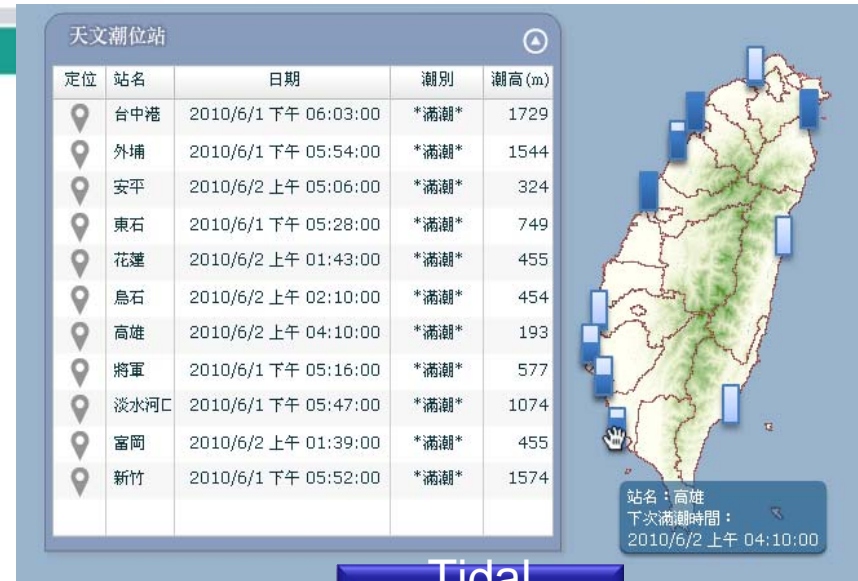 天文潮位站
定位 站名 日期 潮別 潮高(m)
台中港 2010/6/1 下午 06:03:00 *滿潮* 1729
外埔 2010/6/1 下午 05:54:00 *滿潮* 1544
安平 2010/6/2 上午 05:06:00 *滿潮* 324
東石 2010/6/1 下午 05:28:00 *滿潮* 749
花蓮 2010/6/2 上午 01:43:00 *滿潮* 455
烏石 2010/6/2 上午 02:10:00 *滿潮* 454
高雄 2010/6/2 上午 04:10:00 *滿潮* 193
將軍 2010/6/1 下午 05:16:00 *滿潮* 577
淡水河口 2010/6/1 下午 05:47:00 *滿潮* 1074
富岡 2010/6/2 上午 01:39:00 *滿潮* 455
新竹 2010/6/1 下午 05:52:00 *滿潮* 1574
站名：高雄
下次滿潮時間：
2010/6/2 上午 04:10:00
Tidal